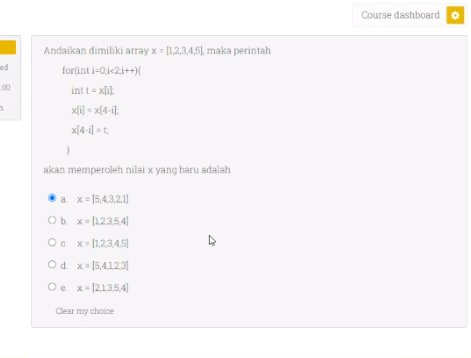 Course dashboard
ed
.00
n
Andaikan dimiliki array x = [1,2,3,4,5], maka perintah
for(int i=0;i<2;i++){
int t = x[i];
x[i] = x[4-i];
x[4-i] = t;
}
akan memperoleh nilai x yang baru adalah
a. x = [5,4,3,2,1]
b. x = [1,2,3,5,4]
c. x = [1,2,3,4,5]
d. x = [5,4,1,2,3]
e. x = [2,1,3,5,4]
Clear my choice